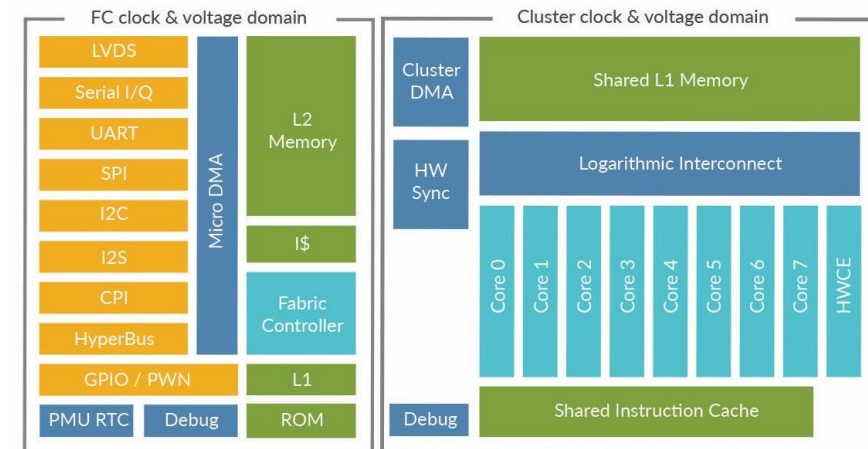 FC clock & voltage domain
LVDS
Serial I/Q
UART
SPI
I2C
I2S
CPI
HyperBus
GPIO / PWN
PMU RTC
Debug
Micro DMA
L2
Memory
I$
Fabric
Controller
L1
ROM
Cluster clock & voltage domain
Cluster
DMA
HW
Sync
Debug
Shared L1 Memory
Logarithmic Interconnect
Core 0
Core 1
Core 2
Core 3
Core 4
Core 5
Core 6
Core 7
HWCE
Shared Instruction Cache